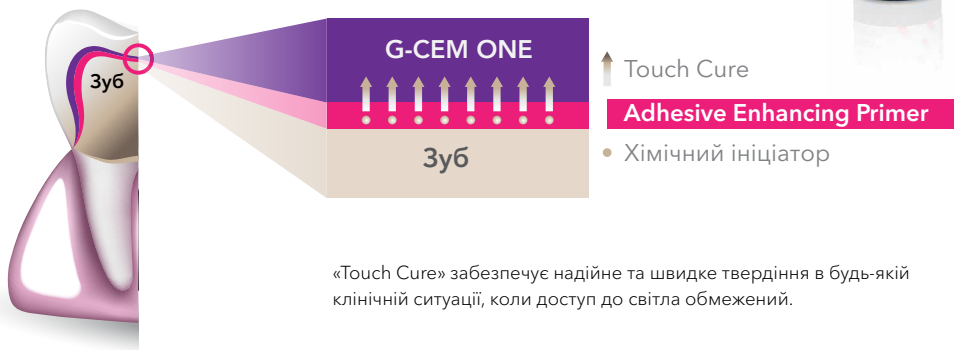 Зуб
G-CEM ONE
Зуб
Touch Cure
Adhesive Enhancing Primer
Хімічний ініціатор
«Touch Cure» забезпечує надійне та швидке твердіння в будь-якій
клінічній ситуації, коли доступ до світла обмежений.